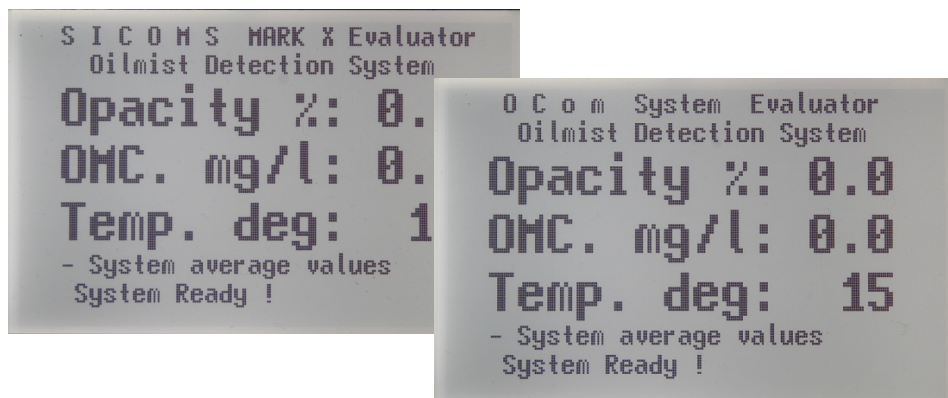 S I C O M S MARK X Evaluator
Oilmist Detection System
Opacity %: 0.
OMC. mg/l: 0.
Temp. deg: 1
- System average values
System Ready !
O C o m System Evaluator
Oilmist Detection System
Opacity %: 0.0
OMC. mg/l: 0.0
Temp. deg: 15
- System average values
System Ready !